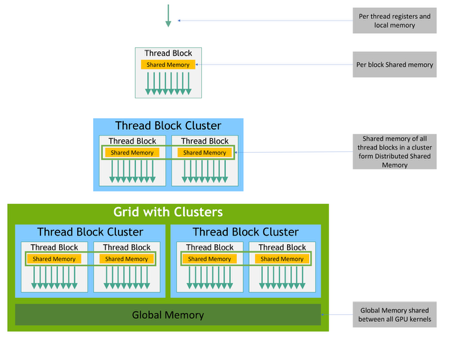 Per thread registers and
local memory
Thread Block
Shared Memory
Per block Shared memory
Thread Block Cluster
Thread Block
Thread Block
Shared Memory
Shared Memory
Shared memory of all
thread blocks in a cluster
form Distributed Shared
Memory
Grid with Clusters
Thread Block Cluster
Thread Block Cluster
Thread Block
Thread Block
Thread Block
Thread Block
Shared Memory
Shared Memory
Shared Memory
Shared Memory
Global Memory
Global Memory shared
between all GPU kernels